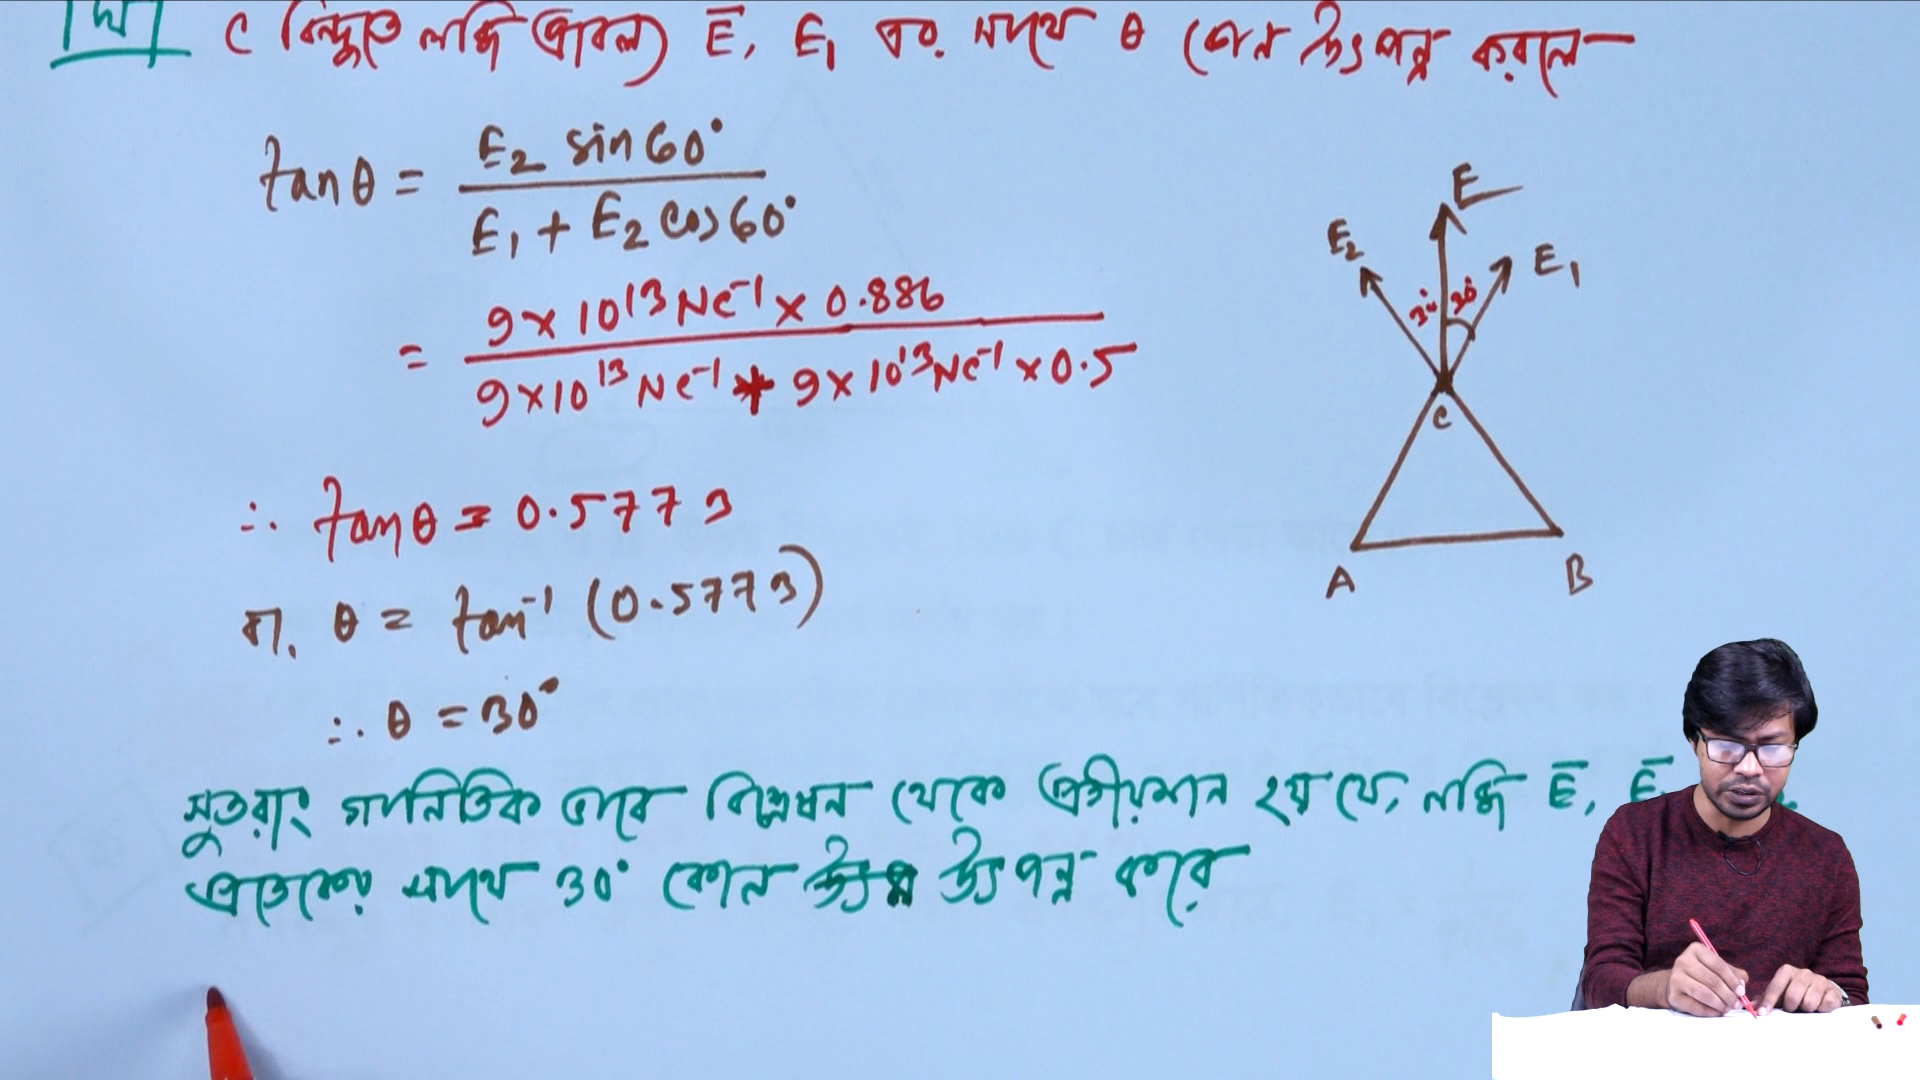 ঘ C বিন্দুতে লব্ধি প্রাবল্য E̅, E₁ এর সাথে θ কোন উৎপন্ন করলে
tanθ = E₂ sin60° / E₁ + E₂ cos60°
= 9×10¹³ NC⁻¹ × 0.886 / 9×10¹³ NC⁻¹ + 9×10¹³ NC⁻¹ × 0.5
∴ tanθ = 0.5773
বা, θ = tan⁻¹ (0.5773)
∴ θ = 30°
সুতরাং গানিতিক ভাবে বিশ্লেষন থেকে প্রতীয়মান হয় যে, লব্ধি E̅,
প্রত্যেকের সাথে 30° কোন উৎপন্ন করে
E
E₂
E₁
30° 30°
C
A
B